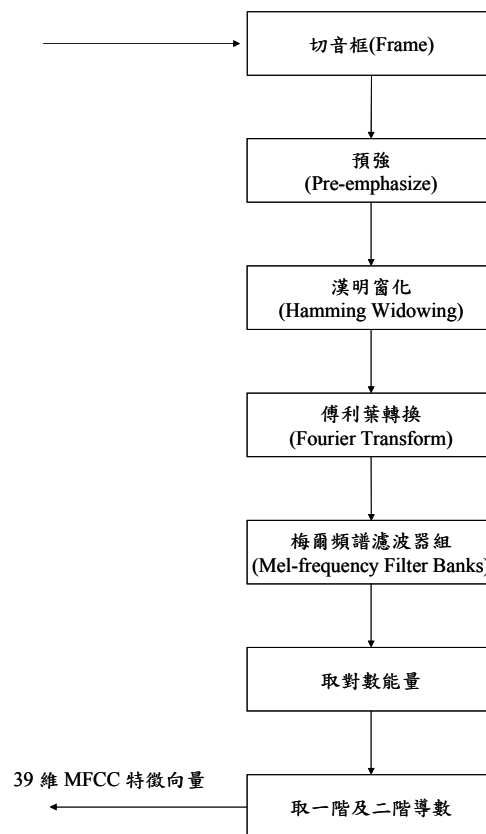 切音框(Frame)
預強
(Pre-emphasize)
漢明窗化
(Hamming Widowing)
傅利葉轉換
(Fourier Transform)
梅爾頻譜濾波器組
(Mel-frequency Filter Banks)
取對數能量
39 維 MFCC 特徵向量
取一階及二階導數